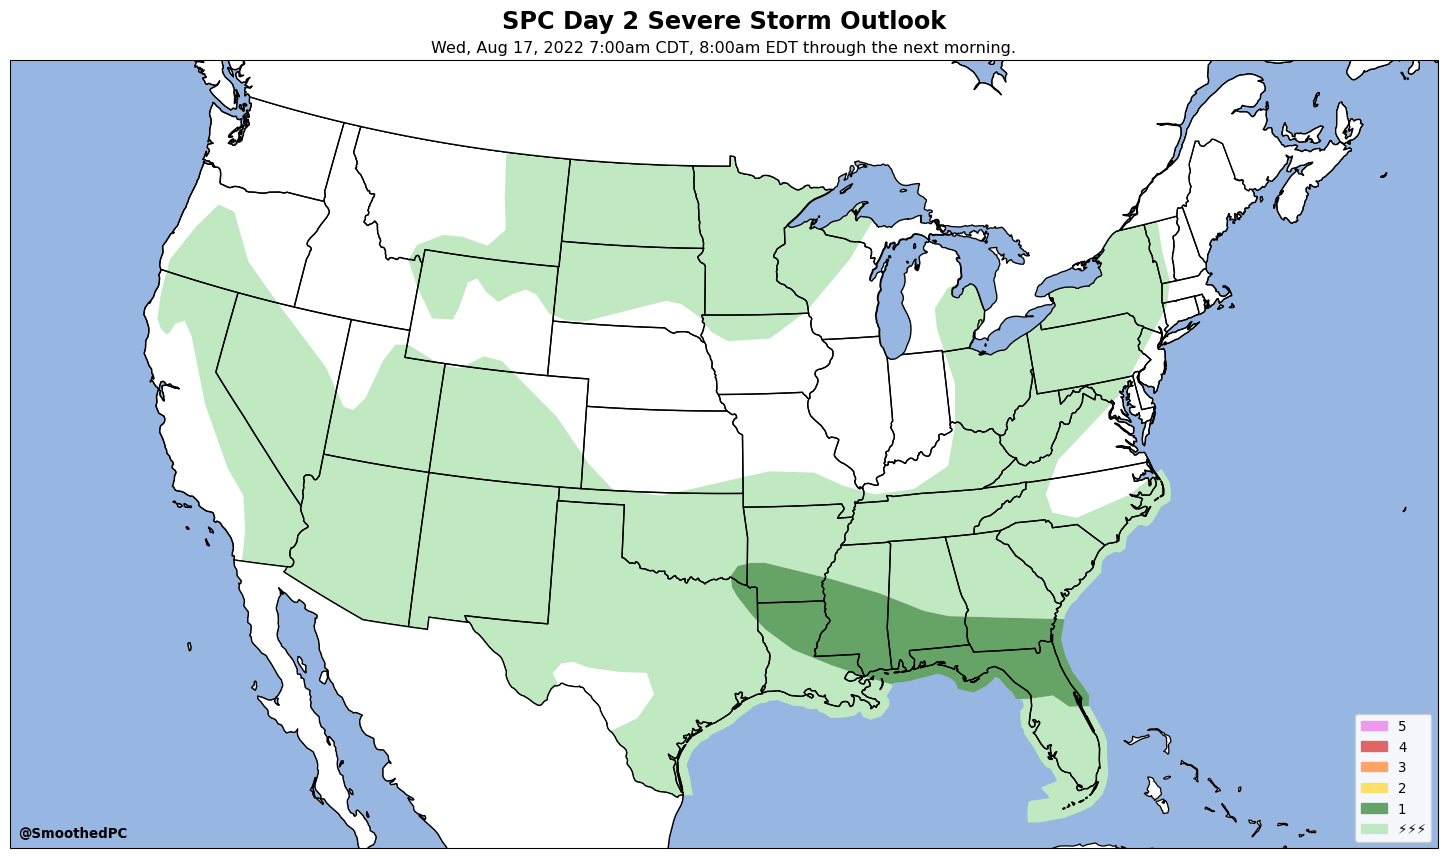 SPC Day 2 Severe Storm Outlook
Wed, Aug 17, 2022 7:00am CDT, 8:00am EDT through the next morning.
5
4
3
2
1
⚡⚡⚡
@SmoothedPC